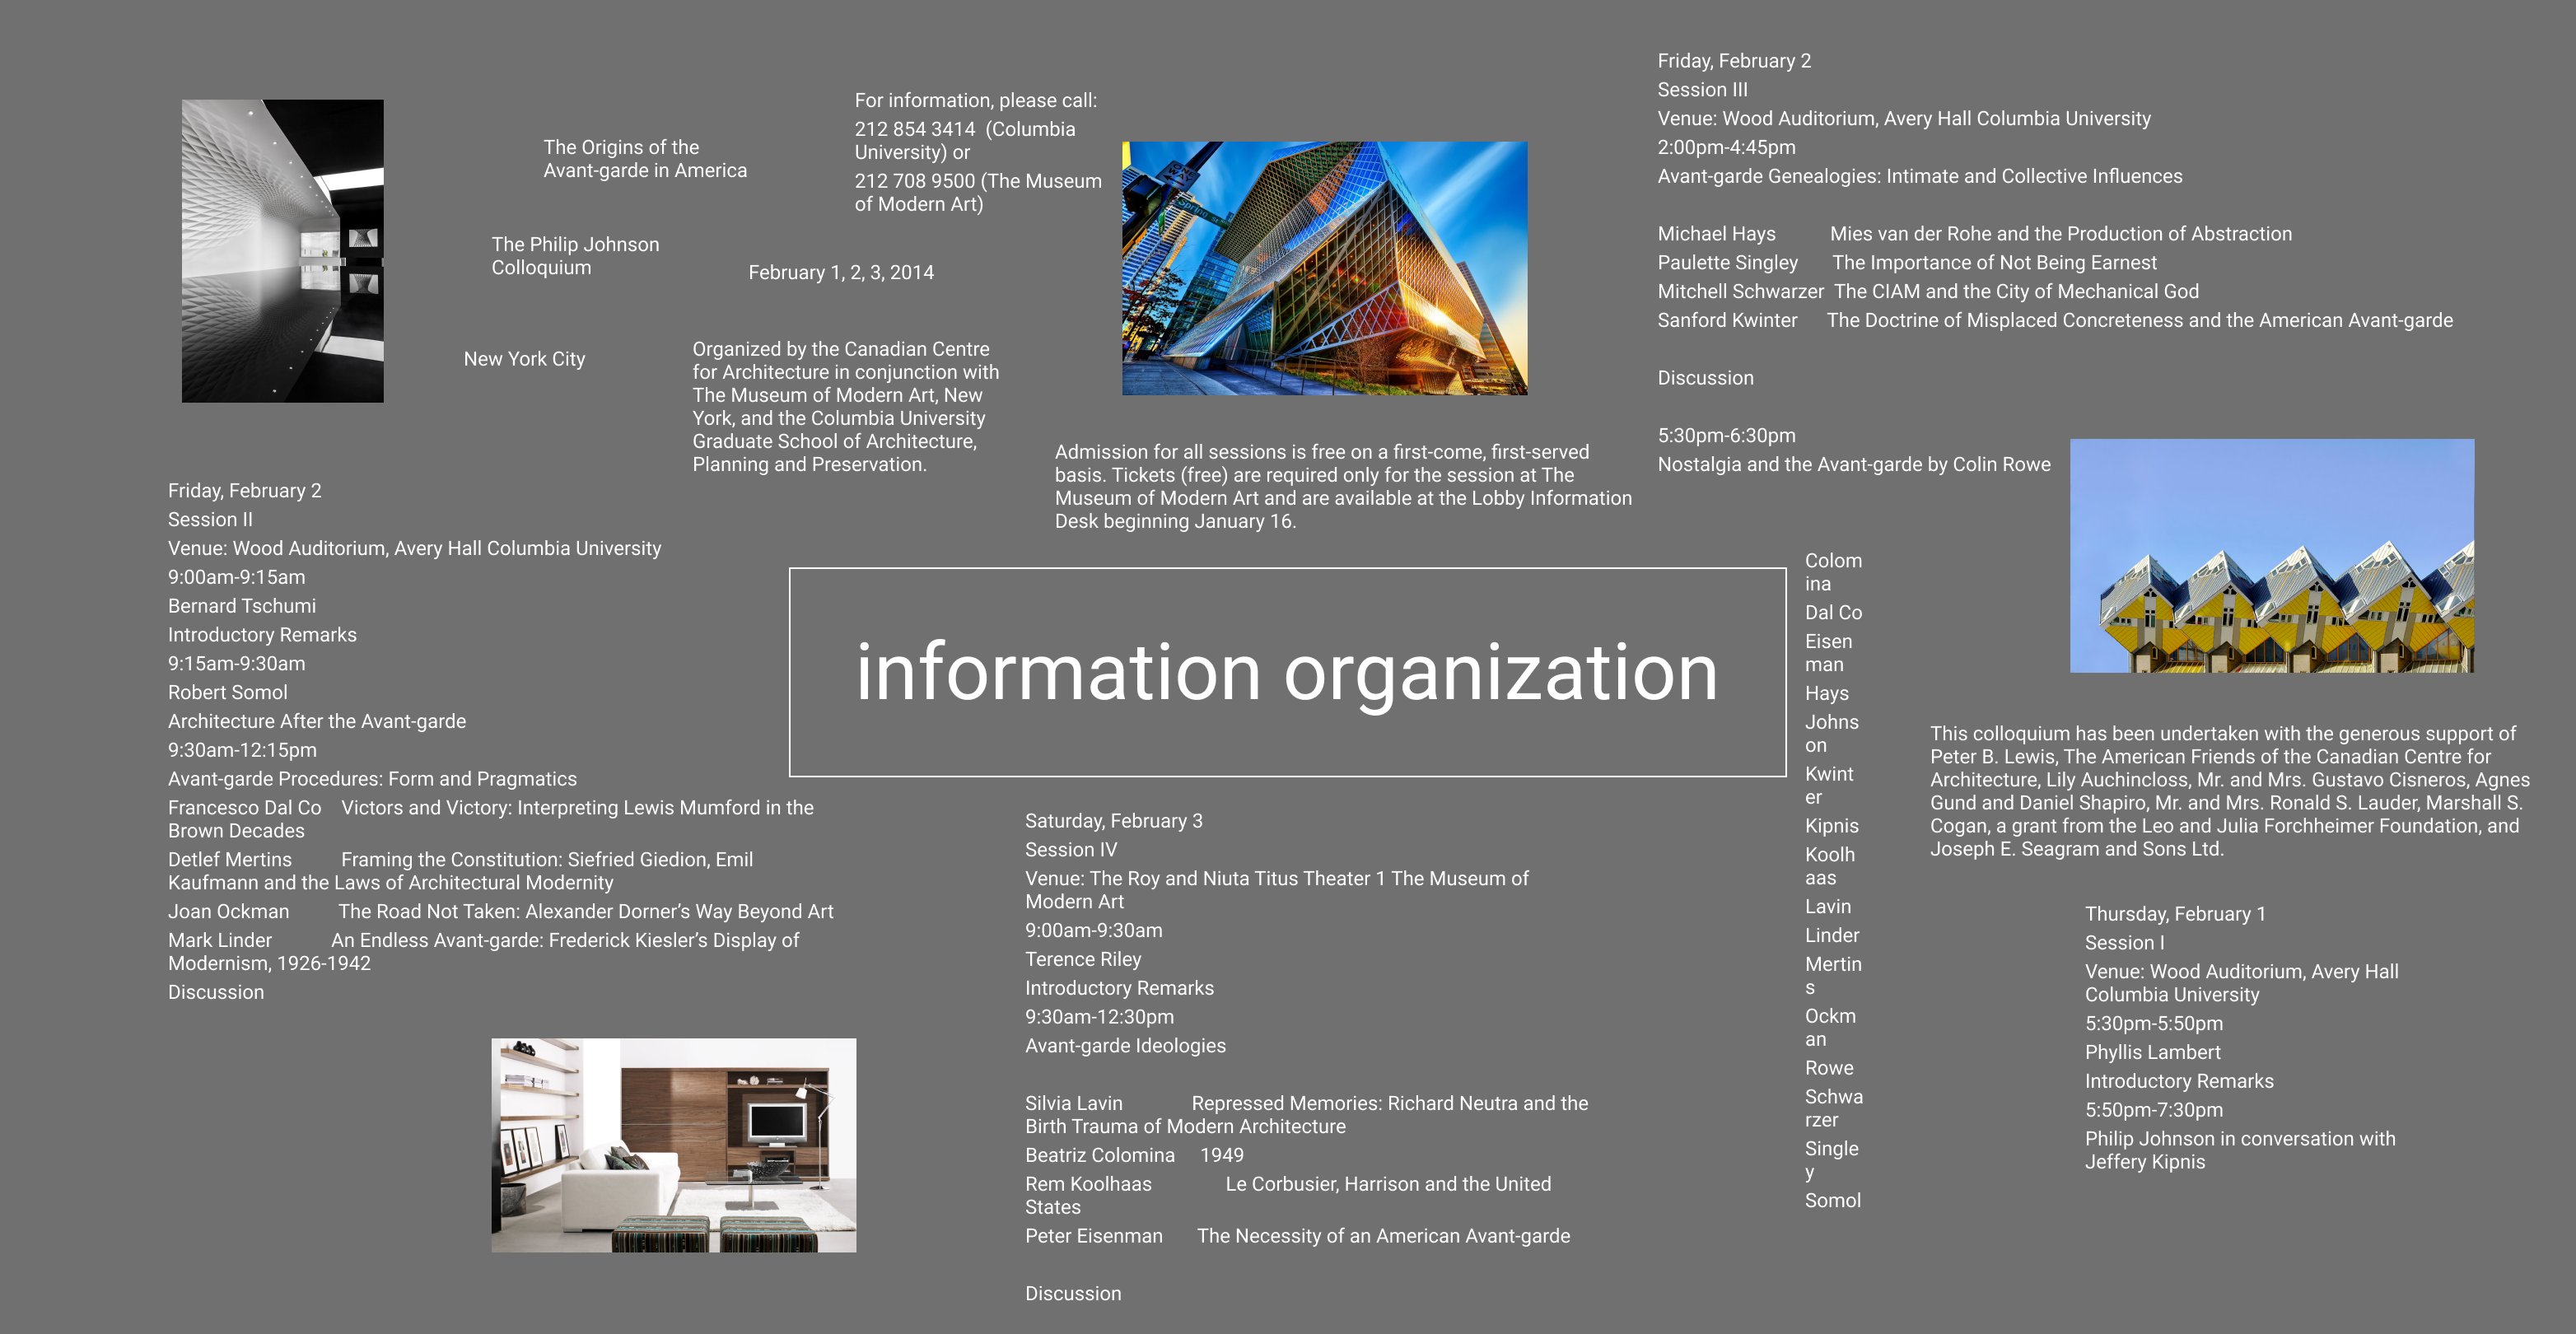 The Origins of the
Avant-garde in America
The Philip Johnson
Colloquium
New York City
For information, please call:
212 854 3414  (Columbia
University) or
212 708 9500 (The Museum
of Modern Art)
February 1, 2, 3, 2014
Organized by the Canadian Centre
for Architecture in conjunction with
The Museum of Modern Art, New
York, and the Columbia University
Graduate School of Architecture,
Planning and Preservation.
ONE WAY
Spring
Admission for all sessions is free on a first-come, first-served
basis. Tickets (free) are required only for the session at The
Museum of Modern Art and are available at the Lobby Information
Desk beginning January 16.
Friday, February 2
Session III
Venue: Wood Auditorium, Avery Hall Columbia University
2:00pm-4:45pm
Avant-garde Genealogies: Intimate and Collective Influences
Michael Hays Mies van der Rohe and the Production of Abstraction
Paulette Singley The Importance of Not Being Earnest
Mitchell Schwarzer The CIAM and the City of Mechanical God
Sanford Kwinter The Doctrine of Misplaced Concreteness and the American Avant-garde
Discussion
5:30pm-6:30pm
Nostalgia and the Avant-garde by Colin Rowe
Friday, February 2
Session II
Venue: Wood Auditorium, Avery Hall Columbia University
9:00am-9:15am
Bernard Tschumi
Introductory Remarks
9:15am-9:30am
Robert Somol
Architecture After the Avant-garde
9:30am-12:15pm
Avant-garde Procedures: Form and Pragmatics
Francesco Dal Co Victors and Victory: Interpreting Lewis Mumford in the
Brown Decades
Detlef Mertins Framing the Constitution: Siefried Giedion, Emil
Kaufmann and the Laws of Architectural Modernity
Joan Ockman The Road Not Taken: Alexander Dorner’s Way Beyond Art
Mark Linder An Endless Avant-garde: Frederick Kiesler’s Display of
Modernism, 1926-1942
Discussion
information organization
Saturday, February 3
Session IV
Venue: The Roy and Niuta Titus Theater 1 The Museum of
Modern Art
9:00am-9:30am
Terence Riley
Introductory Remarks
9:30am-12:30pm
Avant-garde Ideologies
Silvia Lavin Repressed Memories: Richard Neutra and the
Birth Trauma of Modern Architecture
Beatriz Colomina 1949
Rem Koolhaas Le Corbusier, Harrison and the United
States
Peter Eisenman The Necessity of an American Avant-garde
Discussion
Colom
ina
Dal Co
Eisen
man
Hays
Johns
on
Kwint
er
Kipnis
Koolh
aas
Lavin
Linder
Mertin
s
Ockm
an
Rowe
Schwa
rzer
Single
y
Somol
This colloquium has been undertaken with the generous support of
Peter B. Lewis, The American Friends of the Canadian Centre for
Architecture, Lily Auchincloss, Mr. and Mrs. Gustavo Cisneros, Agnes
Gund and Daniel Shapiro, Mr. and Mrs. Ronald S. Lauder, Marshall S.
Cogan, a grant from the Leo and Julia Forchheimer Foundation, and
Joseph E. Seagram and Sons Ltd.
Thursday, February 1
Session I
Venue: Wood Auditorium, Avery Hall
Columbia University
5:30pm-5:50pm
Phyllis Lambert
Introductory Remarks
5:50pm-7:30pm
Philip Johnson in conversation with
Jeffery Kipnis